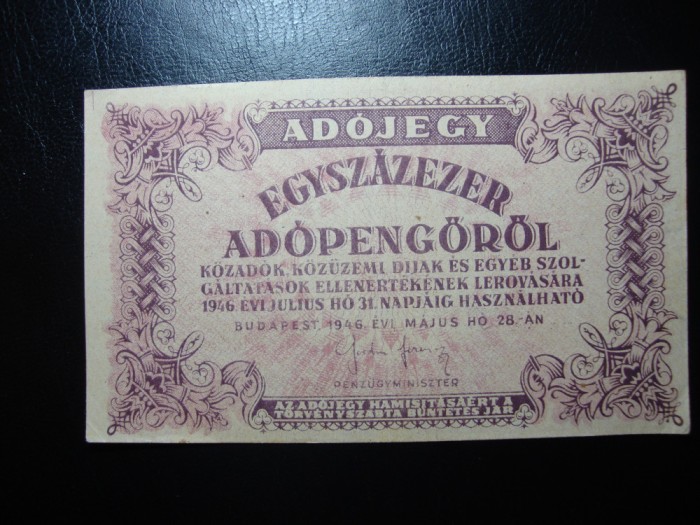 ADÓJEGY
EGYSZÁZEZER
ADÓPENGŐRŐL
KÖZADÓK, KÖZÜZEMI DIJAK ÉS EGYÉB SZOL-
GÁLTATÁSOK ELLENÉRTÉKÉNEK LEROVÁSÁRA
1946. ÉVI JULIUS HÓ 31. NAPJÁIG HASZNÁLHATÓ
BUDAPEST, 1946. ÉVI MÁJUS HÓ 28.-ÁN
PÉNZÜGYMINISZTER
AZ ADÓJEGY HAMISITÁSÁÉRT A
TÖRVÉNYSZABTA BÜNTETÉS JÁR